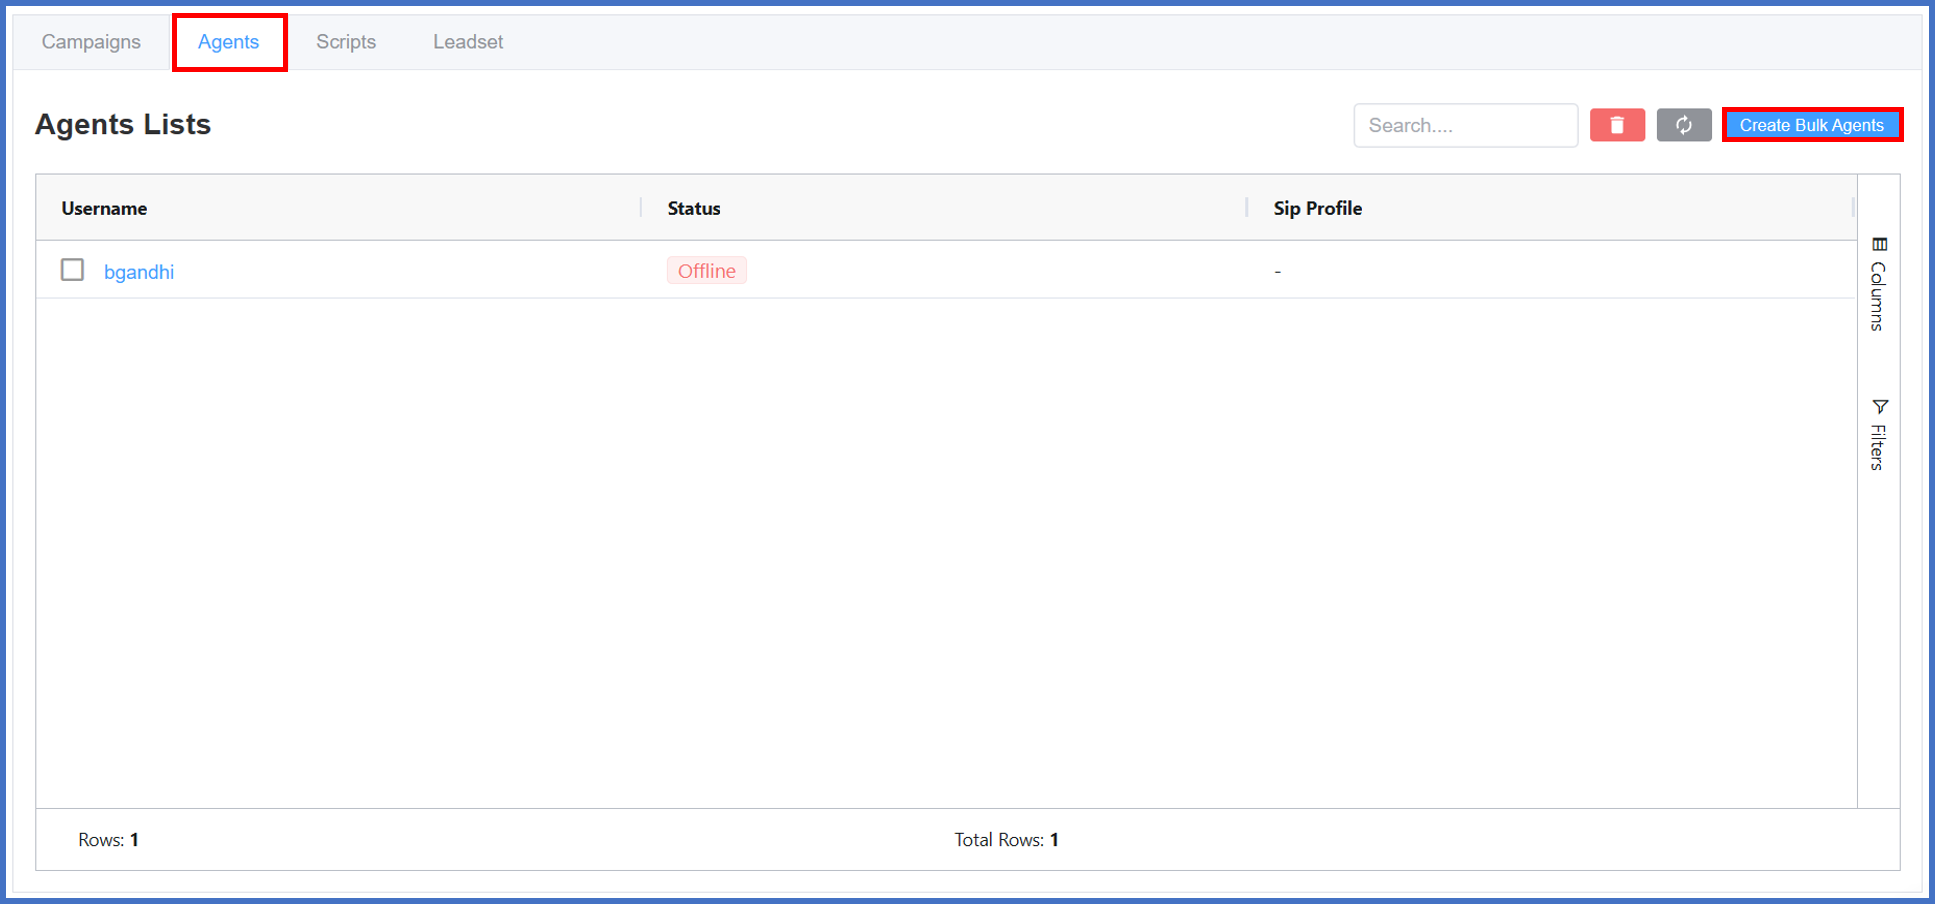 Campaigns Agents Scripts Leadset
Agents Lists
Search.... Create Bulk Agents
Username Status Sip Profile
bgandhi Offline -
Columns
Filters
Rows: 1 Total Rows: 1